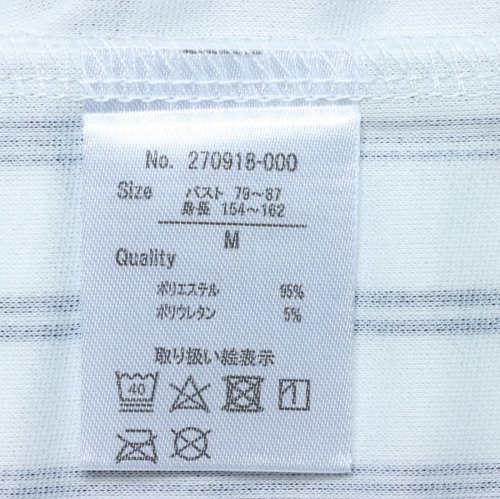 No. 270918-000
Size バスト 79～87
身長 154～162
M
Quality
ポリエステル 95%
ポリウレタン 5%
取り扱い絵表示
40
1